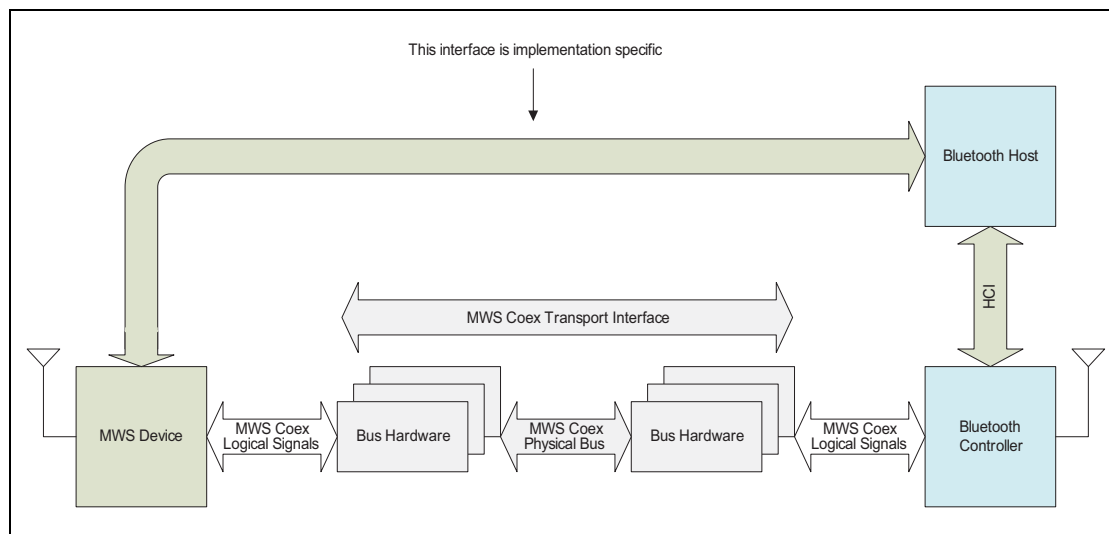 This interface is implementation specific
Bluetooth Host
HCI
MWS Coex Transport Interface
MWS Device
MWS Coex
Logical Signals
Bus Hardware
MWS Coex
Physical Bus
Bus Hardware
MWS Coex
Logical Signals
Bluetooth
Controller